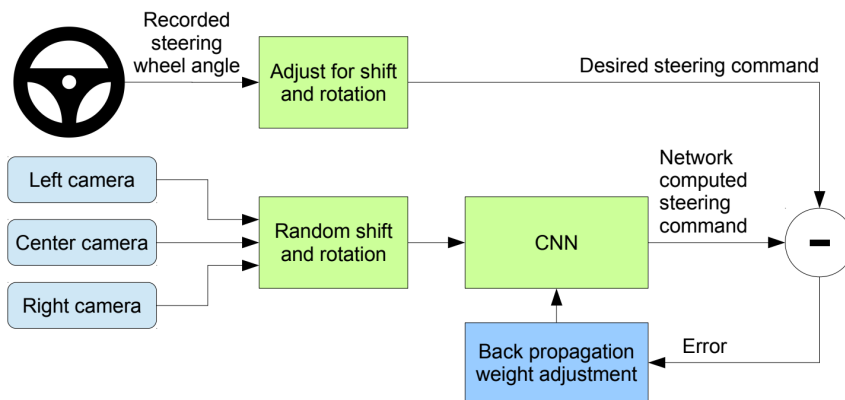 Recorded
steering
wheel angle
Adjust for shift
and rotation
Desired steering command
Left camera
Center camera
Right camera
Random shift
and rotation
CNN
Network
computed
steering
command
-
Back propagation
weight adjustment
Error